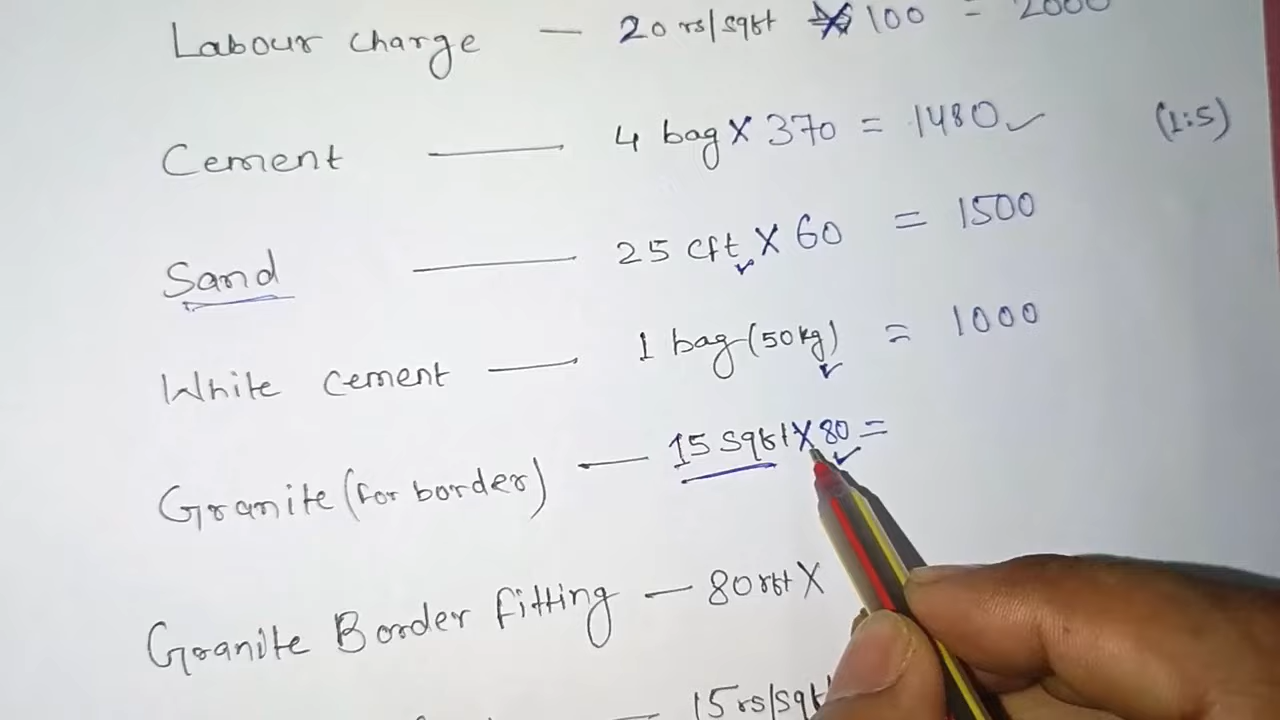 Labour charge — 20 rs/sqft X 100 = 2000
Cement — 4 bag X 370 = 1480 ✓ (1:5)
Sand — 25 cft X 60 = 1500
White cement — 1 bag (50kg) = 1000
Granite (for border) — 15 sqft X 80 =
Granite Border fitting — 80 rft X
15 rs/sqft